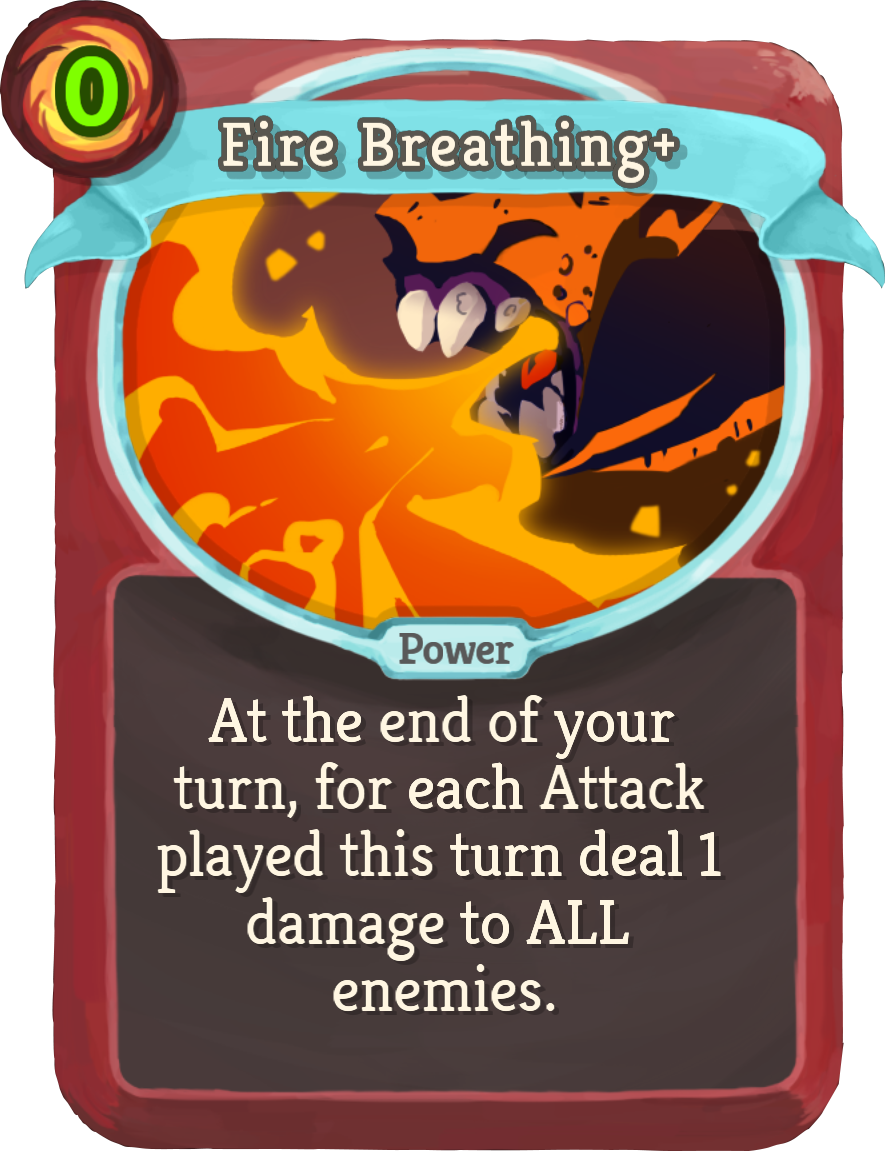 0
Fire Breathing+
Power
At the end of your
turn, for each Attack
played this turn deal 1
damage to ALL
enemies.